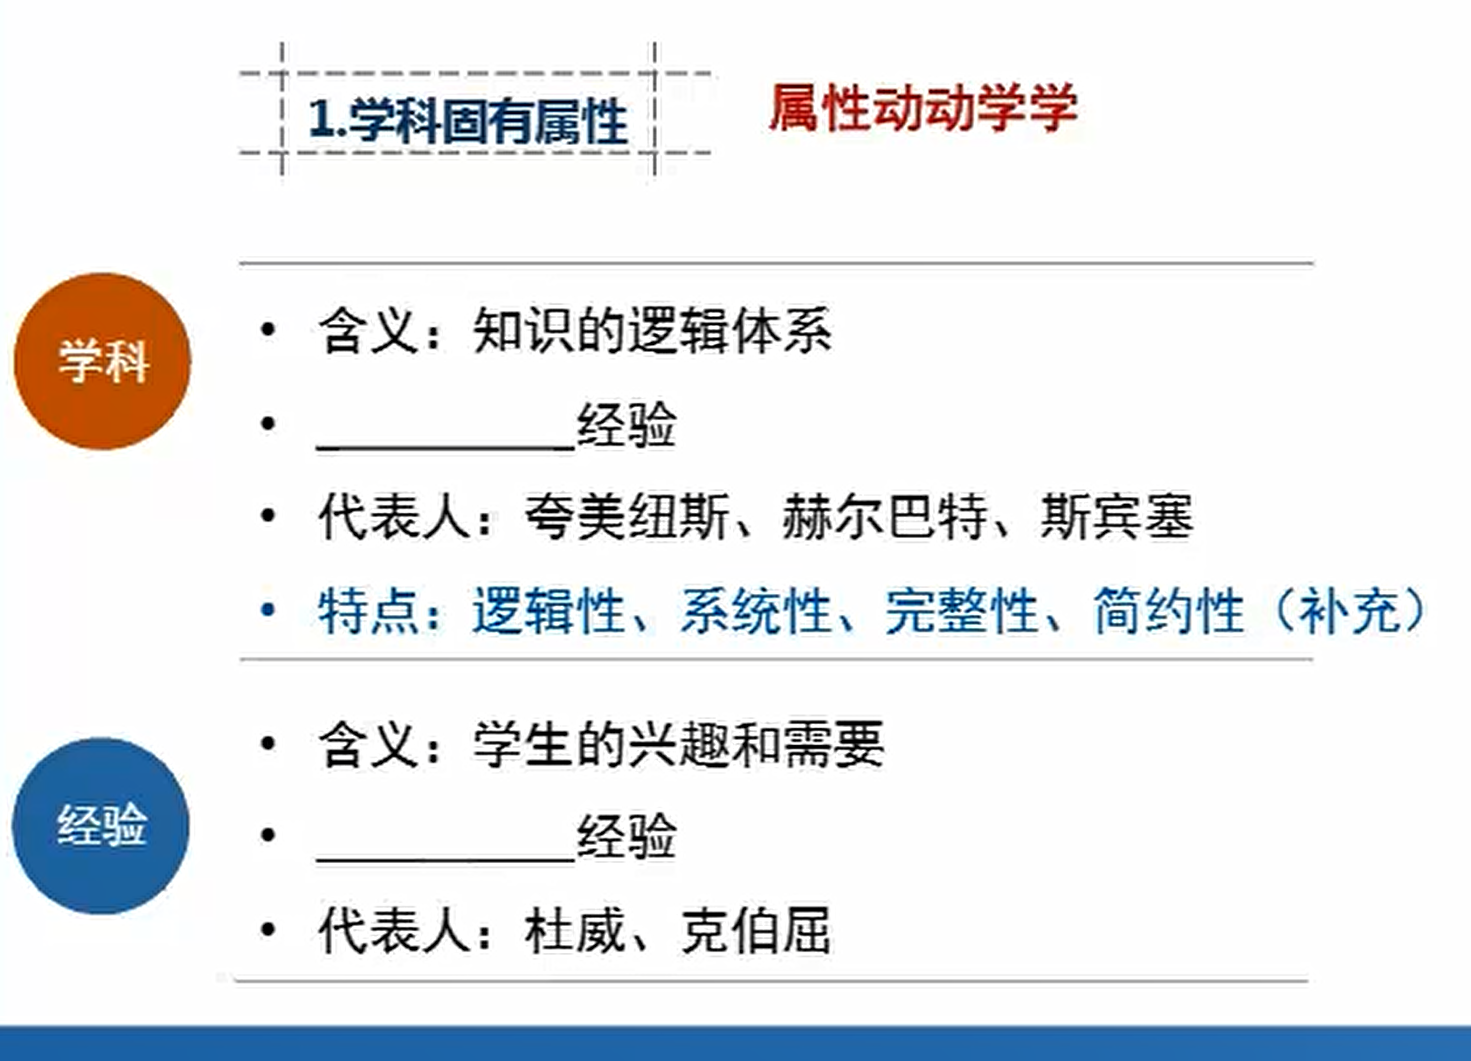 1.学科固有属性
属性动动学学
学科
• 含义：知识的逻辑体系
• __________经验
• 代表人：夸美纽斯、赫尔巴特、斯宾塞
• 特点：逻辑性、系统性、完整性、简约性（补充）
经验
• 含义：学生的兴趣和需要
• __________经验
• 代表人：杜威、克伯屈